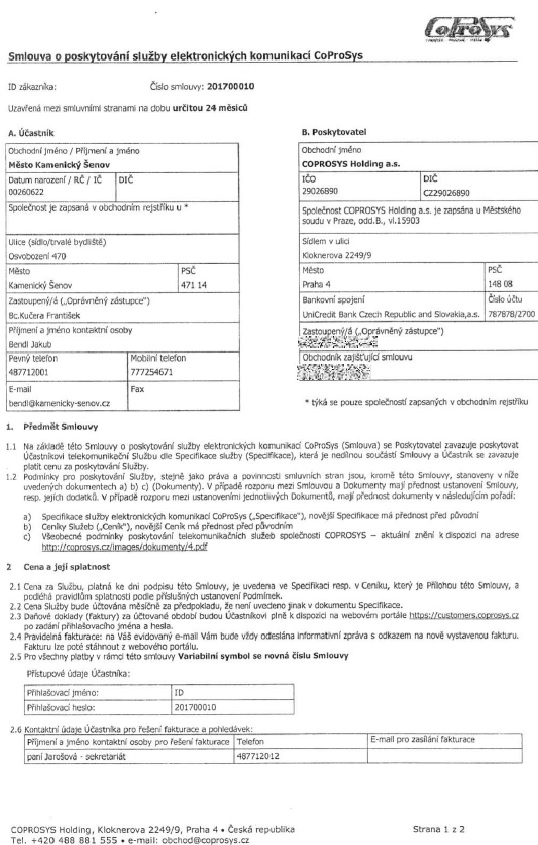 CoProSys
Smlouva o poskytování služby elektronických komunikací CoProSys
ID zákazníka: Číslo smlouvy: 201700010
Uzavřená mezi smluvními stranami na dobu určitou 24 měsíců
A. Účastník
Obchodní jméno / Příjmení a jméno
Město Kamenický Šenov
Datum narození / RČ / IČ DIČ
00260622
Společnost je zapsaná v obchodním rejstříku u *
Ulice (sídlo/trvalé bydliště)
Osvobození 470
Město PSČ
Kamenický Šenov 471 14
Zastoupený/á („Oprávněný zástupce")
Bc.Kučera František
Příjmení a jméno kontaktní osoby
Bendl Jakub
Pevný telefon Mobilní telefon
487712001 777254671
E-mail Fax
bendl@kamenicky-senov.cz
B. Poskytovatel
Obchodní jméno
COPROSYS Holding a.s.
IČO DIČ
29026890 CZ29026890
Společnost COPROSYS Holding a.s. je zapsána u Městského
soudu v Praze, odd.B., vl.15903
Sídlem v ulici
Kloknerova 2249/9
Město PSČ
Praha 4 148 08
Bankovní spojení Číslo účtu
UniCredit Bank Czech Republic and Slovakia,a.s. 78787B/2700
Zastoupený/á („Oprávněný zástupce")
Obchodník zajišťující smlouvu
* týká se pouze společností zapsaných v obchodním rejstříku
1. Předmět Smlouvy
1.1 Na základě této Smlouvy o poskytování služby elektronických komunikací CoProSys (Smlouva) se Poskytovatel zavazuje poskytovat
Účastníkovi telekomunikační Službu dle Specifikace služby (Specifikace), která je nedílnou součástí Smlouvy a Účastník se zavazuje
platit cenu za poskytování Služby.
1.2 Podmínky pro poskytování Služby, stejně jako práva a povinnosti smluvních stran jsou, kromě této Smlouvy, stanoveny v níže
uvedených dokumentech a) b) c) (Dokumenty). V případě rozporu mezi Smlouvou a Dokumenty mají přednost ustanovení Smlouvy,
resp. jejích dodatků. V případě rozporu mezi ustanoveními jednotlivých Dokumentů, mají přednost dokumenty v následujícím pořadí:
a) Specifikace služby elektronických komunikací CoProSys („Specifikace"), novější Specifikace má přednost před původní
b) Ceníky Služeb („Ceník"), novější Ceník má přednost před původním
c) Všeobecné podmínky poskytování telekomunikačních služeb společnosti COPROSYS – aktuální znění k dispozici na adrese
http://coprosys.cz/images/dokumenty/4.pdf
2 Cena a její splatnost
2.1 Cena za Službu, platná ke dni podpisu této Smlouvy, je uvedena ve Specifikaci resp. v Ceníku, který je Přílohou této Smlouvy, a
podléhá pravidlům splatnosti podle příslušných ustanovení Podmínek.
2.2 Cena Služby bude účtována měsíčně za předpokladu, že není uvedeno jinak v dokumentu Specifikace.
2.3 Daňové doklady (faktury) za účtované období budou Účastníkovi plně k dispozici na webovém portále https://customers.coprosys.cz
po zadání přihlašovacího jména a hesla.
2.4 Pravidelná fakturace: na Váš evidovaný e-mail Vám bude vždy odeslána informativní zpráva s odkazem na nově vystavenou fakturu.
Fakturu lze poté stáhnout z webového portálu.
2.5 Pro všechny platby v rámci této smlouvy Variabilní symbol se rovná číslu Smlouvy
Přístupové údaje Účastníka:
Přihlašovací jméno: ID
Přihlašovací heslo: 201700010
2.6 Kontaktní údaje Účastníka pro řešení fakturace a pohledávek:
Příjmení a jméno kontaktní osoby pro řešení fakturace Telefon E-mail pro zasílání fakturace
paní Jarošová - sekretariát 487712012
COPROSYS Holding, Kloknerova 2249/9, Praha 4 • Česká republika Strana 1 z 2
Tel. +420 488 881 555 • e-mail: obchod@coprosys.cz